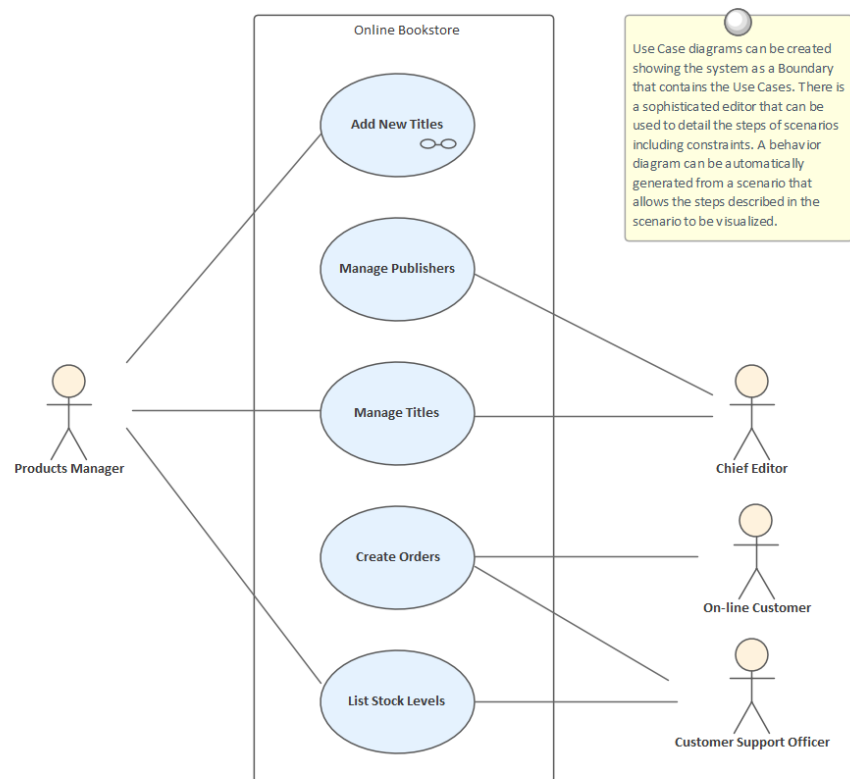 Online Bookstore
Use Case diagrams can be created
showing the system as a Boundary
that contains the Use Cases. There is
a sophisticated editor that can be
used to detail the steps of scenarios
including constraints. A behavior
diagram can be automatically
generated from a scenario that
allows the steps described in the
scenario to be visualized.
Add New Titles
Manage Publishers
Manage Titles
Products Manager
Chief Editor
Create Orders
On-line Customer
List Stock Levels
Customer Support Officer